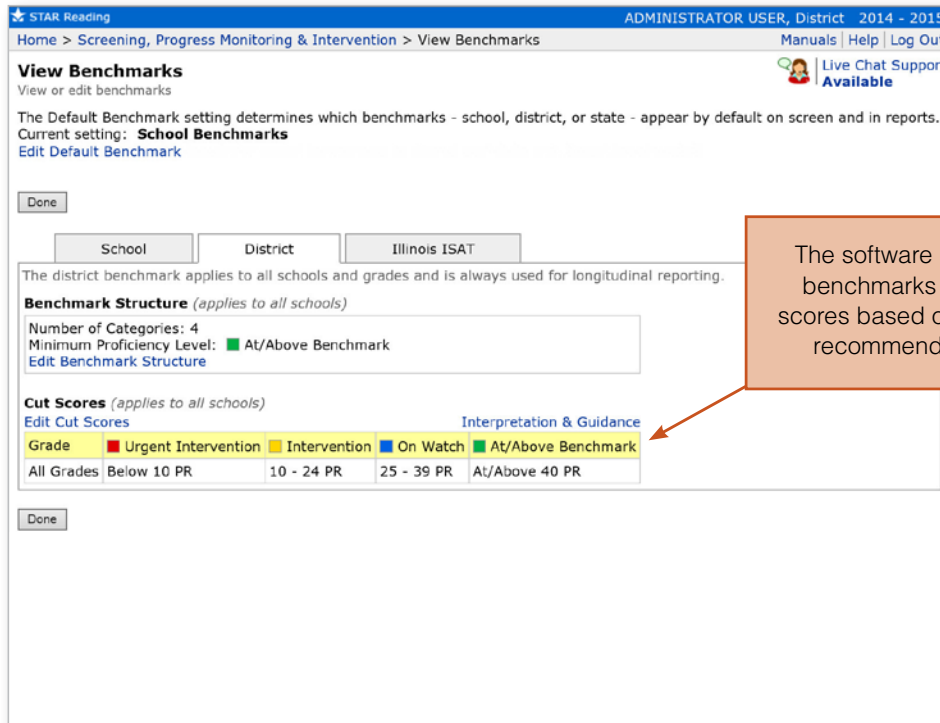 STAR Reading ADMINISTRATOR USER, District 2014 - 2015
Home > Screening, Progress Monitoring & Intervention > View Benchmarks Manuals | Help | Log Out
View Benchmarks
View or edit benchmarks
Live Chat Support
Available
The Default Benchmark setting determines which benchmarks - school, district, or state - appear by default on screen and in reports.
Current setting: School Benchmarks
Edit Default Benchmark
Done
School District Illinois ISAT
The district benchmark applies to all schools and grades and is always used for longitudinal reporting.
Benchmark Structure (applies to all schools)
Number of Categories: 4
Minimum Proficiency Level: At/Above Benchmark
Edit Benchmark Structure
Cut Scores (applies to all schools)
Edit Cut Scores Interpretation & Guidance
Grade Urgent Intervention Intervention On Watch At/Above Benchmark
All Grades Below 10 PR 10 - 24 PR 25 - 39 PR At/Above 40 PR
Done
The software
benchmarks
scores based
recommend